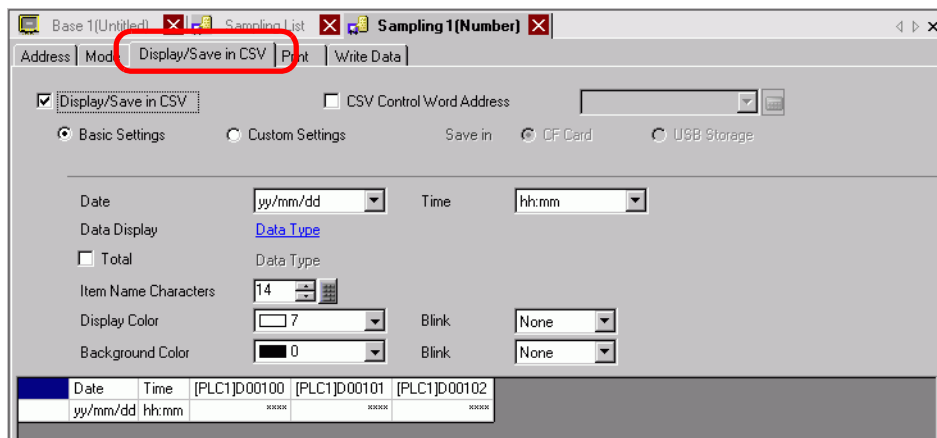 Base 1(Untitled) Sampling List Sampling 1(Number)
Address Mode Display/Save in CSV Print Write Data
Display/Save in CSV CSV Control Word Address
Basic Settings Custom Settings Save in CF Card USB Storage
Date yy/mm/dd Time hh:mm
Data Display Data Type
Total Data Type
Item Name Characters 14
Display Color 7 Blink None
Background Color 0 Blink None
Date Time [PLC1]D00100 [PLC1]D00101 [PLC1]D00102
yy/mm/dd hh:mm **** **** ****